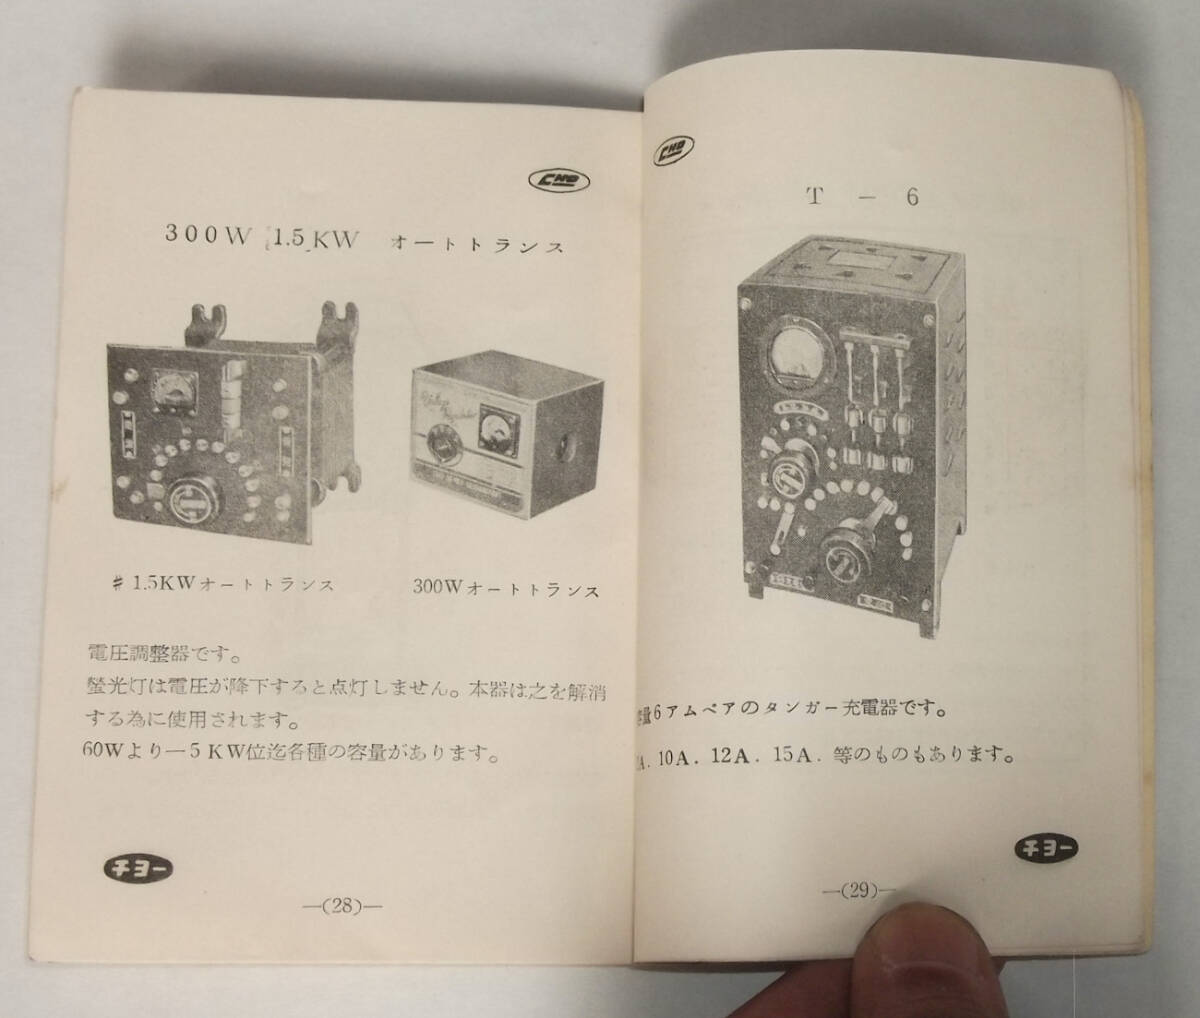 CHO
300W 1.5KW オートトランス
♯1.5KWオートトランス
300Wオートトランス
電圧調整器です。
螢光灯は電圧が降下すると点灯しません。本器は之を解消
する為に使用されます。
60Wより―5KW位迄各種の容量があります。
チヨー
―(28)―
CHO
T － 6
容量6アムペアのタンガー充電器です。
A. 10A. 12A. 15A. 等のものもあります。
チヨー
―(29)―